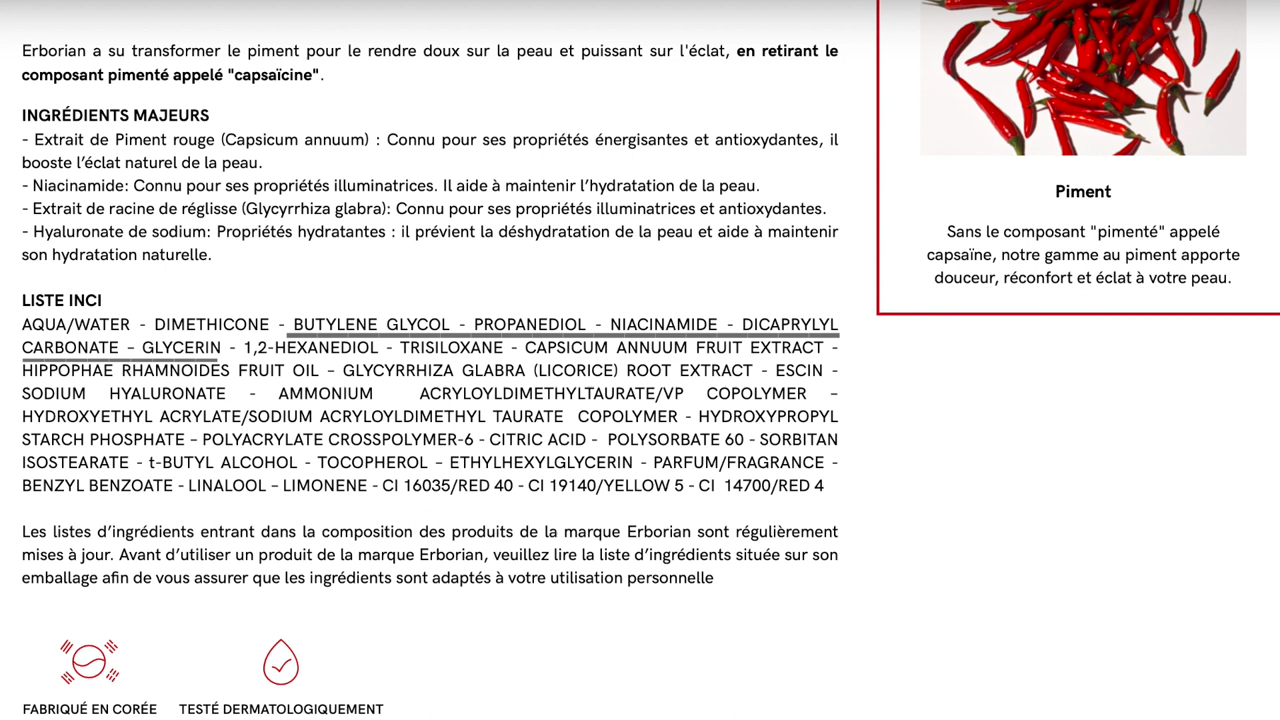 Erborian a su transformer le piment pour le rendre doux sur la peau et puissant sur l'éclat, en retirant le
composant pimenté appelé "capsaïcine".
INGRÉDIENTS MAJEURS
- Extrait de Piment rouge (Capsicum annuum) : Connu pour ses propriétés énergisantes et antioxydantes, il
booste l’éclat naturel de la peau.
- Niacinamide: Connu pour ses propriétés illuminatrices. Il aide à maintenir l’hydratation de la peau.
- Extrait de racine de réglisse (Glycyrrhiza glabra): Connu pour ses propriétés illuminatrices et antioxydantes.
- Hyaluronate de sodium: Propriétés hydratantes : il prévient la déshydratation de la peau et aide à maintenir
son hydratation naturelle.
LISTE INCI
AQUA/WATER - DIMETHICONE - BUTYLENE GLYCOL - PROPANEDIOL - NIACINAMIDE - DICAPRYLYL
CARBONATE – GLYCERIN - 1,2-HEXANEDIOL - TRISILOXANE - CAPSICUM ANNUUM FRUIT EXTRACT -
HIPPOPHAE RHAMNOIDES FRUIT OIL – GLYCYRRHIZA GLABRA (LICORICE) ROOT EXTRACT - ESCIN -
SODIUM HYALURONATE - AMMONIUM ACRYLOYLDIMETHYLTAURATE/VP COPOLYMER –
HYDROXYETHYL ACRYLATE/SODIUM ACRYLOYLDIMETHYL TAURATE COPOLYMER - HYDROXYPROPYL
STARCH PHOSPHATE – POLYACRYLATE CROSSPOLYMER-6 - CITRIC ACID - POLYSORBATE 60 - SORBITAN
ISOSTEARATE - t-BUTYL ALCOHOL - TOCOPHEROL – ETHYLHEXYLGLYCERIN - PARFUM/FRAGRANCE -
BENZYL BENZOATE - LINALOOL – LIMONENE - CI 16035/RED 40 - CI 19140/YELLOW 5 - CI 14700/RED 4
Les listes d’ingrédients entrant dans la composition des produits de la marque Erborian sont régulièrement
mises à jour. Avant d’utiliser un produit de la marque Erborian, veuillez lire la liste d’ingrédients située sur son
emballage afin de vous assurer que les ingrédients sont adaptés à votre utilisation personnelle
FABRIQUÉ EN CORÉE
TESTÉ DERMATOLOGIQUEMENT
Piment
Sans le composant "pimenté" appelé
capsaïne, notre gamme au piment apporte
douceur, réconfort et éclat à votre peau.